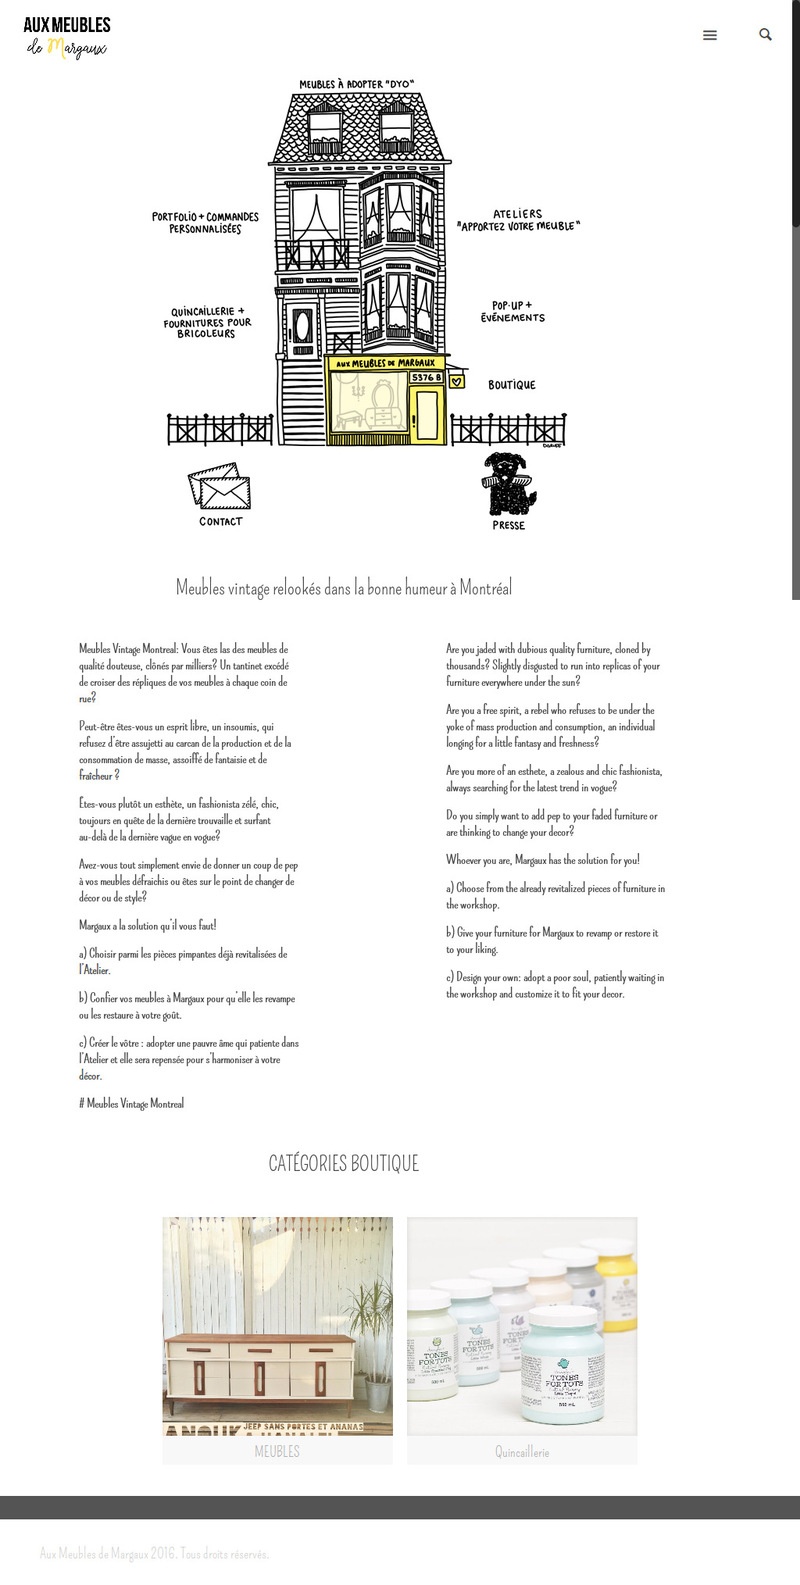 AUX MEUBLES
de Margaux
MEUBLES À ADOPTER "DYO"
PORTFOLIO + COMMANDES
PERSONNALISÉES
ATELIERS
"APPORTEZ VOTRE MEUBLE"
QUINCAILLERIE +
FOURNITURES POUR
BRICOLEURS
POP-UP +
ÉVÉNEMENTS
AUX MEUBLES DE MARGAUX
5376 B
BOUTIQUE
CONTACT
PRESSE
Meubles vintage relookés dans la bonne humeur à Montréal
Meubles Vintage Montreal: Vous êtes las des meubles de
qualité douteuse, clônés par milliers? Un tantinet excédé
de croiser des répliques de vos meubles à chaque coin de
rue?
Peut-être êtes-vous un esprit libre, un insoumis, qui
refusez d'être assujetti au carcan de la production et de la
consommation de masse, assoiffé de fantaisie et de
fraîcheur ?
Êtes-vous plutôt un esthète, un fashionista zélé, chic,
toujours en quête de la dernière trouvaille et surfant
au-delà de la dernière vague en vogue?
Avez-vous tout simplement envie de donner un coup de pep
à vos meubles défraichis ou êtes sur le point de changer de
décor ou de style?
Margaux a la solution qu'il vous faut!
a) Choisir parmi les pièces pimpantes déjà revitalisées de
l'Atelier.
b) Confier vos meubles à Margaux pour qu'elle les revampe
ou les restaure à votre goût.
c) Créer le vôtre : adopter une pauvre âme qui patiente dans
l'Atelier et elle sera repensée pour s'harmoniser à votre
décor.
# Meubles Vintage Montreal
Are you jaded with dubious quality furniture, cloned by
thousands? Slightly disgusted to run into replicas of your
furniture everywhere under the sun?
Are you a free spirit, a rebel who refuses to be under the
yoke of mass production and consumption, an individual
longing for a little fantasy and freshness?
Are you more of an esthete, a zealous and chic fashionista,
always searching for the latest trend in vogue?
Do you simply want to add pep to your faded furniture or
are thinking to change your decor?
Whoever you are, Margaux has the solution for you!
a) Choose from the already revitalized pieces of furniture in
the workshop.
b) Give your furniture for Margaux to revamp or restore it
to your liking.
c) Design your own: adopt a poor soul, patiently waiting in
the workshop and customize it to fit your decor.
CATÉGORIES BOUTIQUE
JEEP SANS PORTES ET ANANAS
ANOUK
TONES
FOR TOTS
TONES
FOR TOTS
500 mL
MEUBLES
Quincaillerie
Aux Meubles de Margaux 2016. Tous droits réservés.